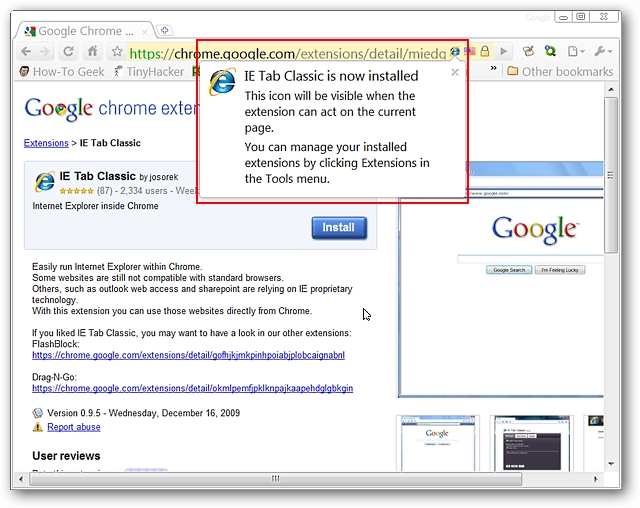 Google Chrome ...
Google
https://chrome.google.com/extensions/detail/miedg
How-To Geek
TinyHacker
»
Other bookmarks
IE Tab Classic is now installed
This icon will be visible when the
extension can act on the current
page.
You can manage your installed
extensions by clicking Extensions in
the Tools menu.
Google chrome exten
Extensions > IE Tab Classic
IE Tab Classic by josorek
(87) - 2,334 users - Wee
Internet Explorer inside Chrome
Install
Easily run Internet Explorer within Chrome.
Some websites are still not compatible with standard browsers.
Others, such as outlook web access and sharepoint are relying on IE proprietary
technology.
With this extension you can use those websites directly from Chrome.
If you liked IE Tab Classic, you may want to have a look in our other extensions:
FlashBlock:
https://chrome.google.com/extensions/detail/gofhjkjmkpinhpoiabjplobcaignabnl
Drag-N-Go:
https://chrome.google.com/extensions/detail/okmlpemfjpklknpajkaapehdglgbkgin
Version 0.9.5 - Wednesday, December 16, 2009
Report abuse
User reviews
Google
Google Search
I'm Feeling Lucky
Google
IE Tab Classic